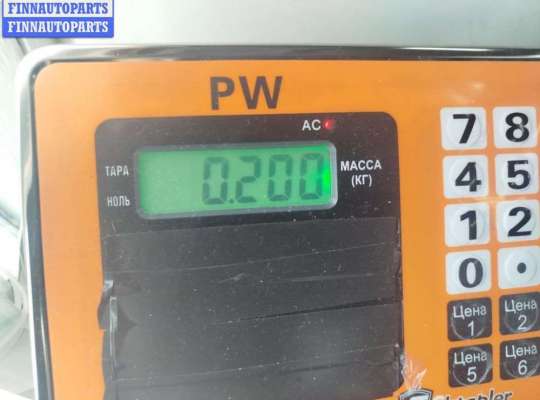 FINNAUTOPARTS
FINNAUTOPARTS
PW
AC
ТАРА
НОЛЬ
0.200
МАССА
(КГ)
7 8
4 5
1 2
0 •
Цена
1
Цена
2
Цена
5
Цена
6